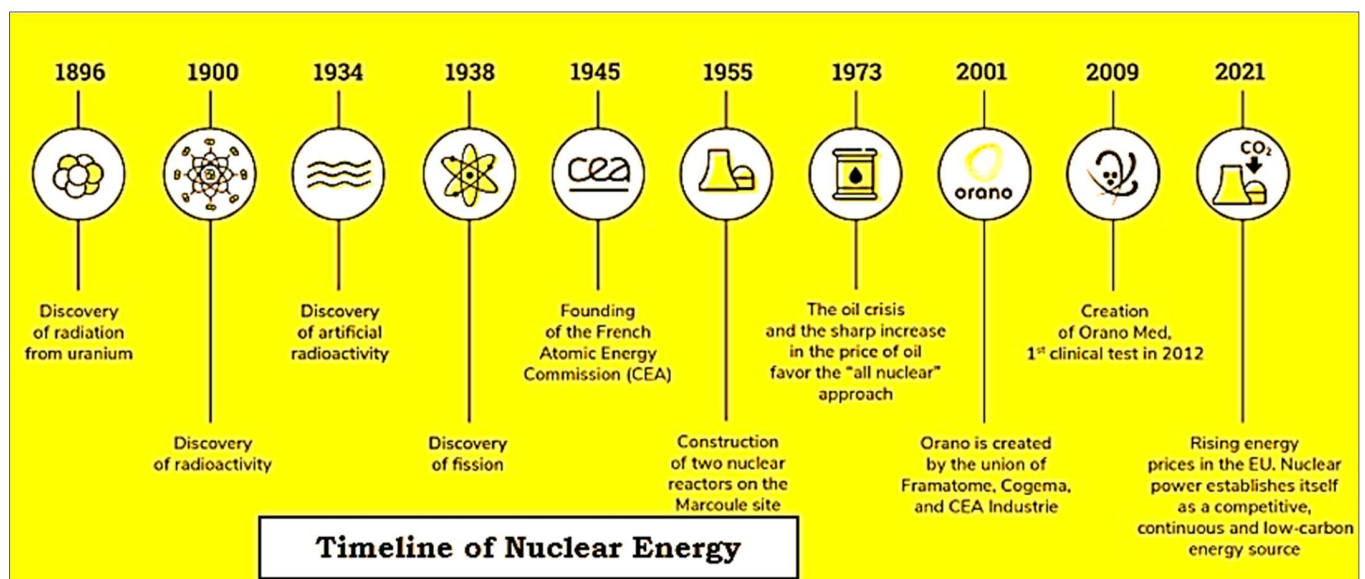 1896
Discovery
of radiation
from uranium
1900
Discovery
of radioactivity
1934
Discovery
of artificial
radioactivity
1938
Discovery
of fission
1945
cea
Founding
of the French
Atomic Energy
Commission (CEA)
1955
Construction
of two nuclear
reactors on the
Marcoule site
1973
The oil crisis
and the sharp increase
in the price of oil
favor the “all nuclear”
approach
2001
orano
Orano is created
by the union of
Framatome, Cogema,
and CEA Industrie
2009
Creation
of Orano Med,
1st clinical test in 2012
2021
CO₂
Rising energy
prices in the EU. Nuclear
power establishes itself
as a competitive,
continuous and low-carbon
energy source
Timeline of Nuclear Energy